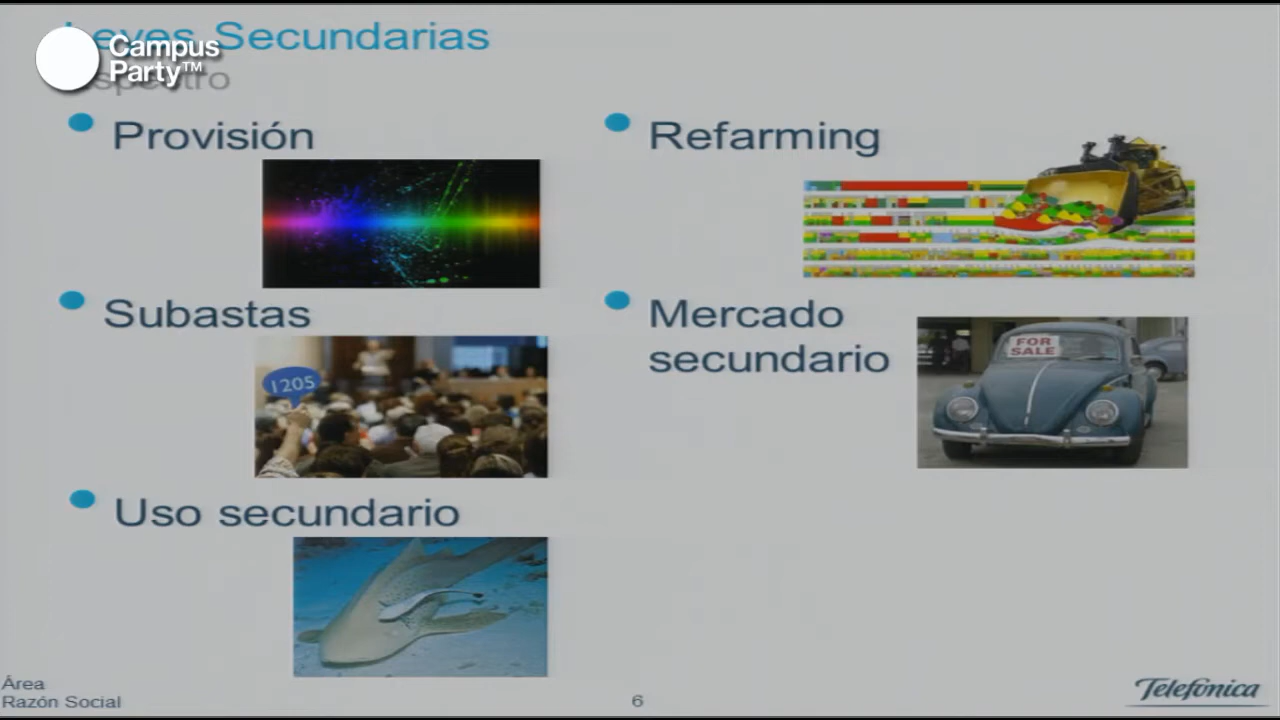 Leyes Secundarias
Campus
Party™
Espectro
Provisión
Refarming
Subastas
Mercado
secundario
FOR
SALE
1205
Uso secundario
Área
Razón Social
6
Telefónica